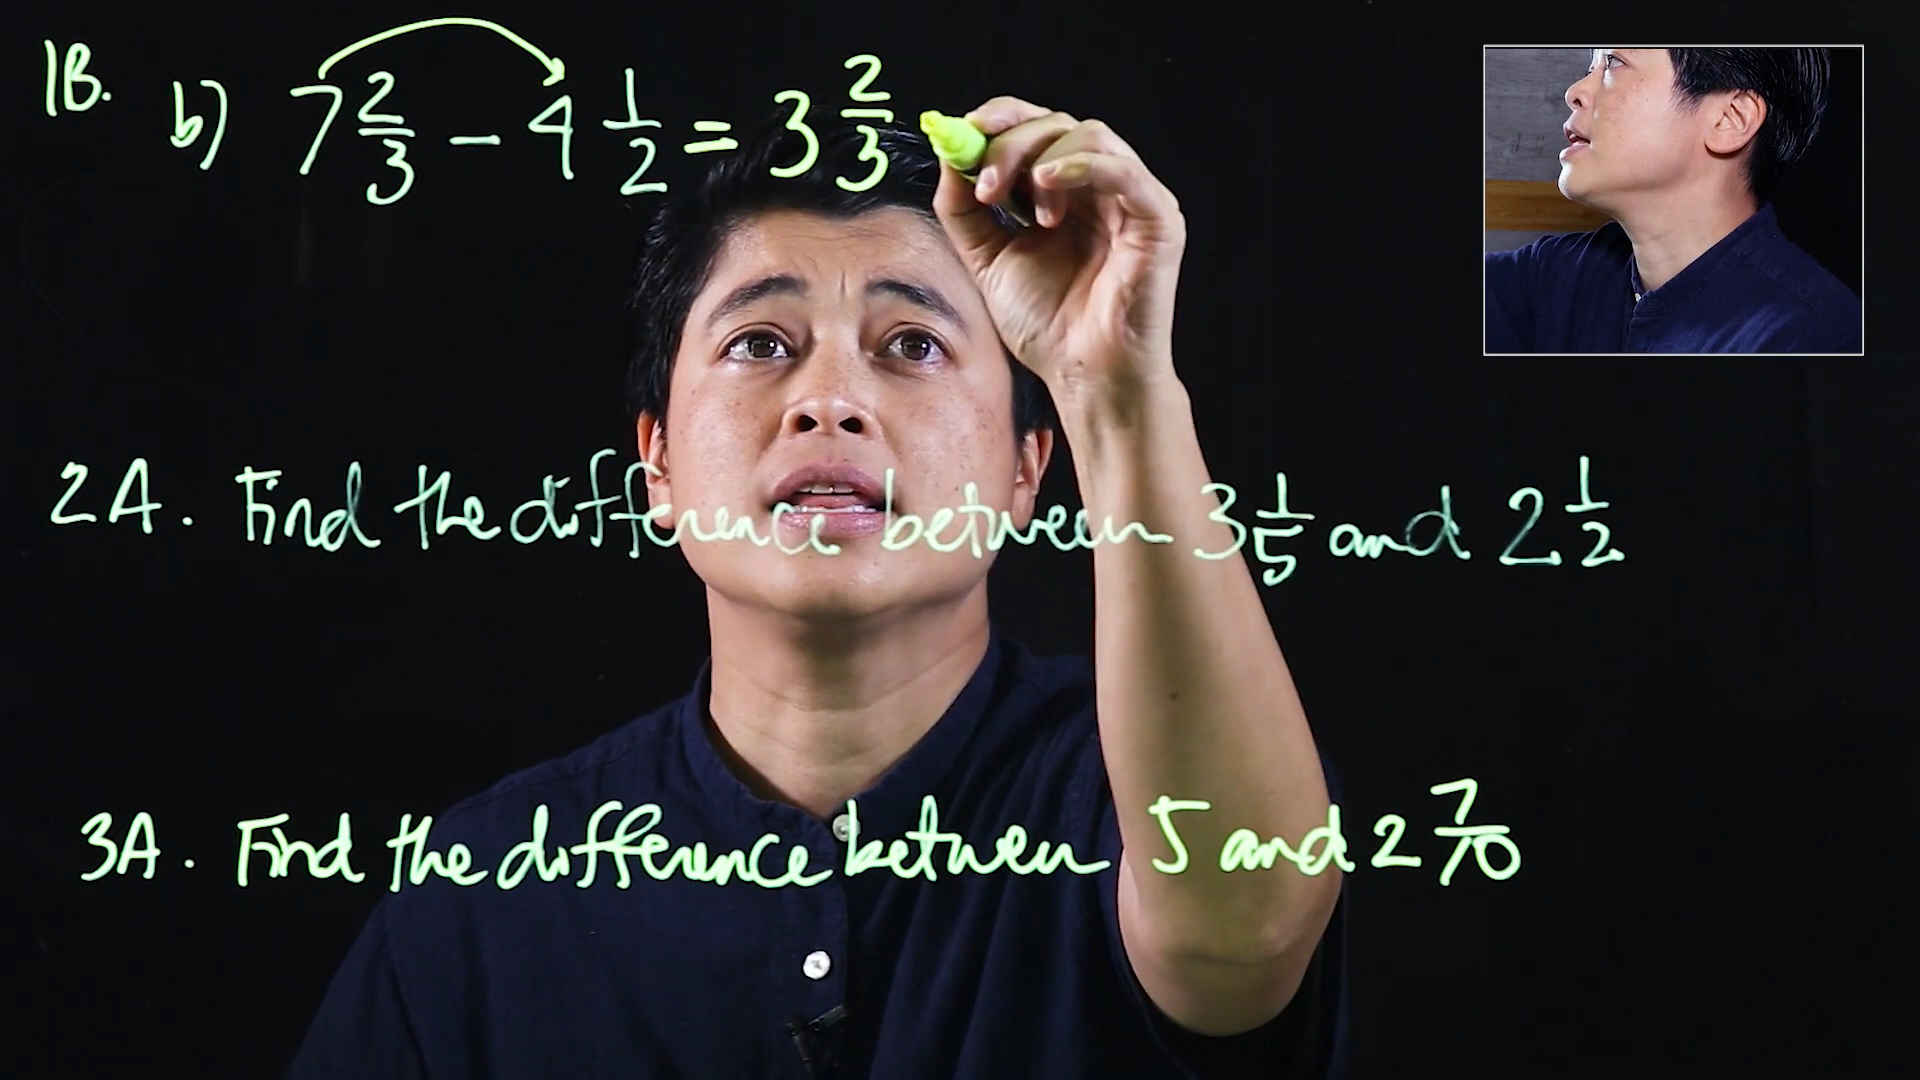 1B. b) 7 2/3 - 4 1/2 = 3 2/3
2A. Find the difference between 3 1/5 and 2 1/2
3A. Find the difference between 5 and 2 7/10